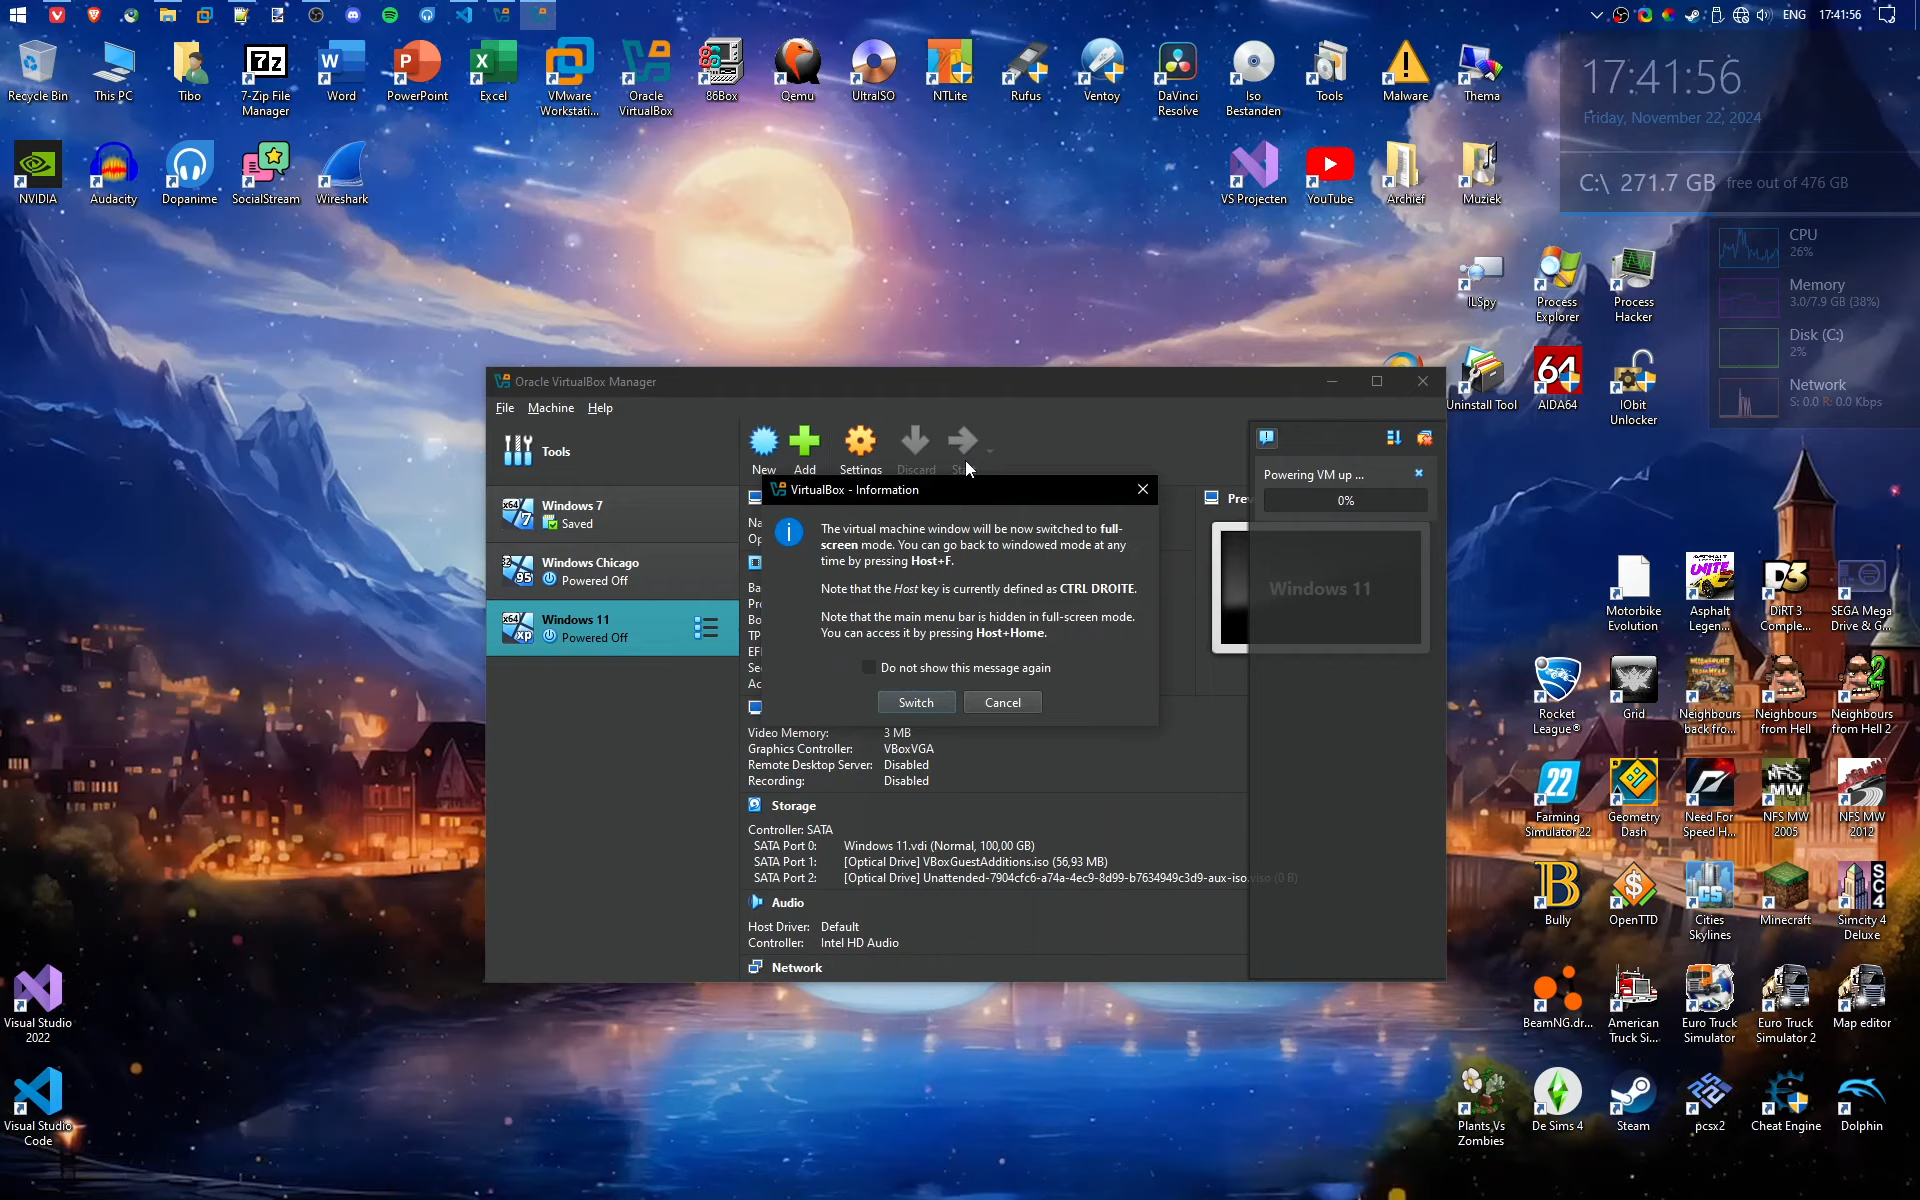 ENG 17:41:56
Recycle Bin
This PC
Tibo
7-Zip File
Manager
Word
PowerPoint
Excel
VMware
Workstati...
Oracle
VirtualBox
86Box
Qemu
UltraISO
NTLite
Rufus
Ventoy
DaVinci
Resolve
Iso
Bestanden
Tools
Malware
Thema
17:41:56
Friday, November 22, 2024
C:\ 271.7 GB free out of 476 GB
NVIDIA
Audacity
Dopanime
SocialStream
Wireshark
VS Projecten
YouTube
Archief
Muziek
CPU
26%
Memory
3.0/7.9 GB (38%)
Disk (C:)
2%
Network
S: 0.0 R: 0.0 Kbps
ILSpy
Process
Explorer
Process
Hacker
Uninstall Tool
64
AIDA64
IObit
Unlocker
Oracle VirtualBox Manager
File Machine Help
Tools
New
Add
Settings
Discard
Windows 7
Saved
Windows Chicago
Powered Off
Windows 11
Powered Off
Powering VM up ...
0%
Windows 11
VirtualBox - Information
The virtual machine window will be now switched to full-
screen mode. You can go back to windowed mode at any
time by pressing Host+F.
Note that the Host key is currently defined as CTRL DROITE.
Note that the main menu bar is hidden in full-screen mode.
You can access it by pressing Host+Home.
Do not show this message again
Switch
Cancel
Video Memory: 3 MB
Graphics Controller: VBoxVGA
Remote Desktop Server: Disabled
Recording: Disabled
Storage
Controller: SATA
SATA Port 0: Windows 11.vdi (Normal, 100,00 GB)
SATA Port 1: [Optical Drive] VBoxGuestAdditions.iso (56,93 MB)
SATA Port 2: [Optical Drive] Unattended-7904cfc6-a74a-4ec9-8d99-b7634949c3d9-aux-iso.viso (0 B)
Audio
Host Driver: Default
Controller: Intel HD Audio
Network
Motorbike
Evolution
Asphalt
Legen...
DiRT 3
Comple...
SEGA Mega
Drive & G...
Rocket
League®
Grid
Neighbours
back fro...
Neighbours
from Hell
Neighbours
from Hell 2
Farming
Simulator 22
Geometry
Dash
Need For
Speed H...
NFS MW
2005
NFS MW
2012
Bully
OpenTTD
Cities
Skylines
Minecraft
Simcity 4
Deluxe
BeamNG.dr...
American
Truck Si...
Euro Truck
Simulator
Euro Truck
Simulator 2
Map editor
Plants Vs
Zombies
De Sims 4
Steam
pcsx2
Cheat Engine
Dolphin
Visual Studio
2022
Visual Studio
Code